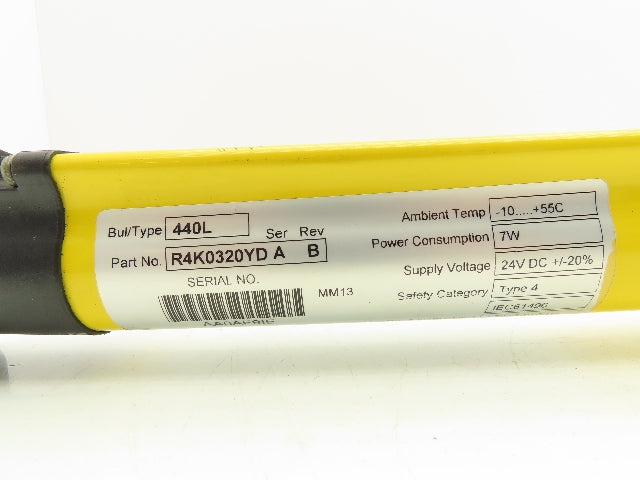 Bul/Type 440L
Ser Rev
Part No. R4K0320YD A B
SERIAL NO.
MM13
Ambient Temp -10.....+55C
Power Consumption 7W
Supply Voltage 24V DC +/-20%
Safety Category Type 4